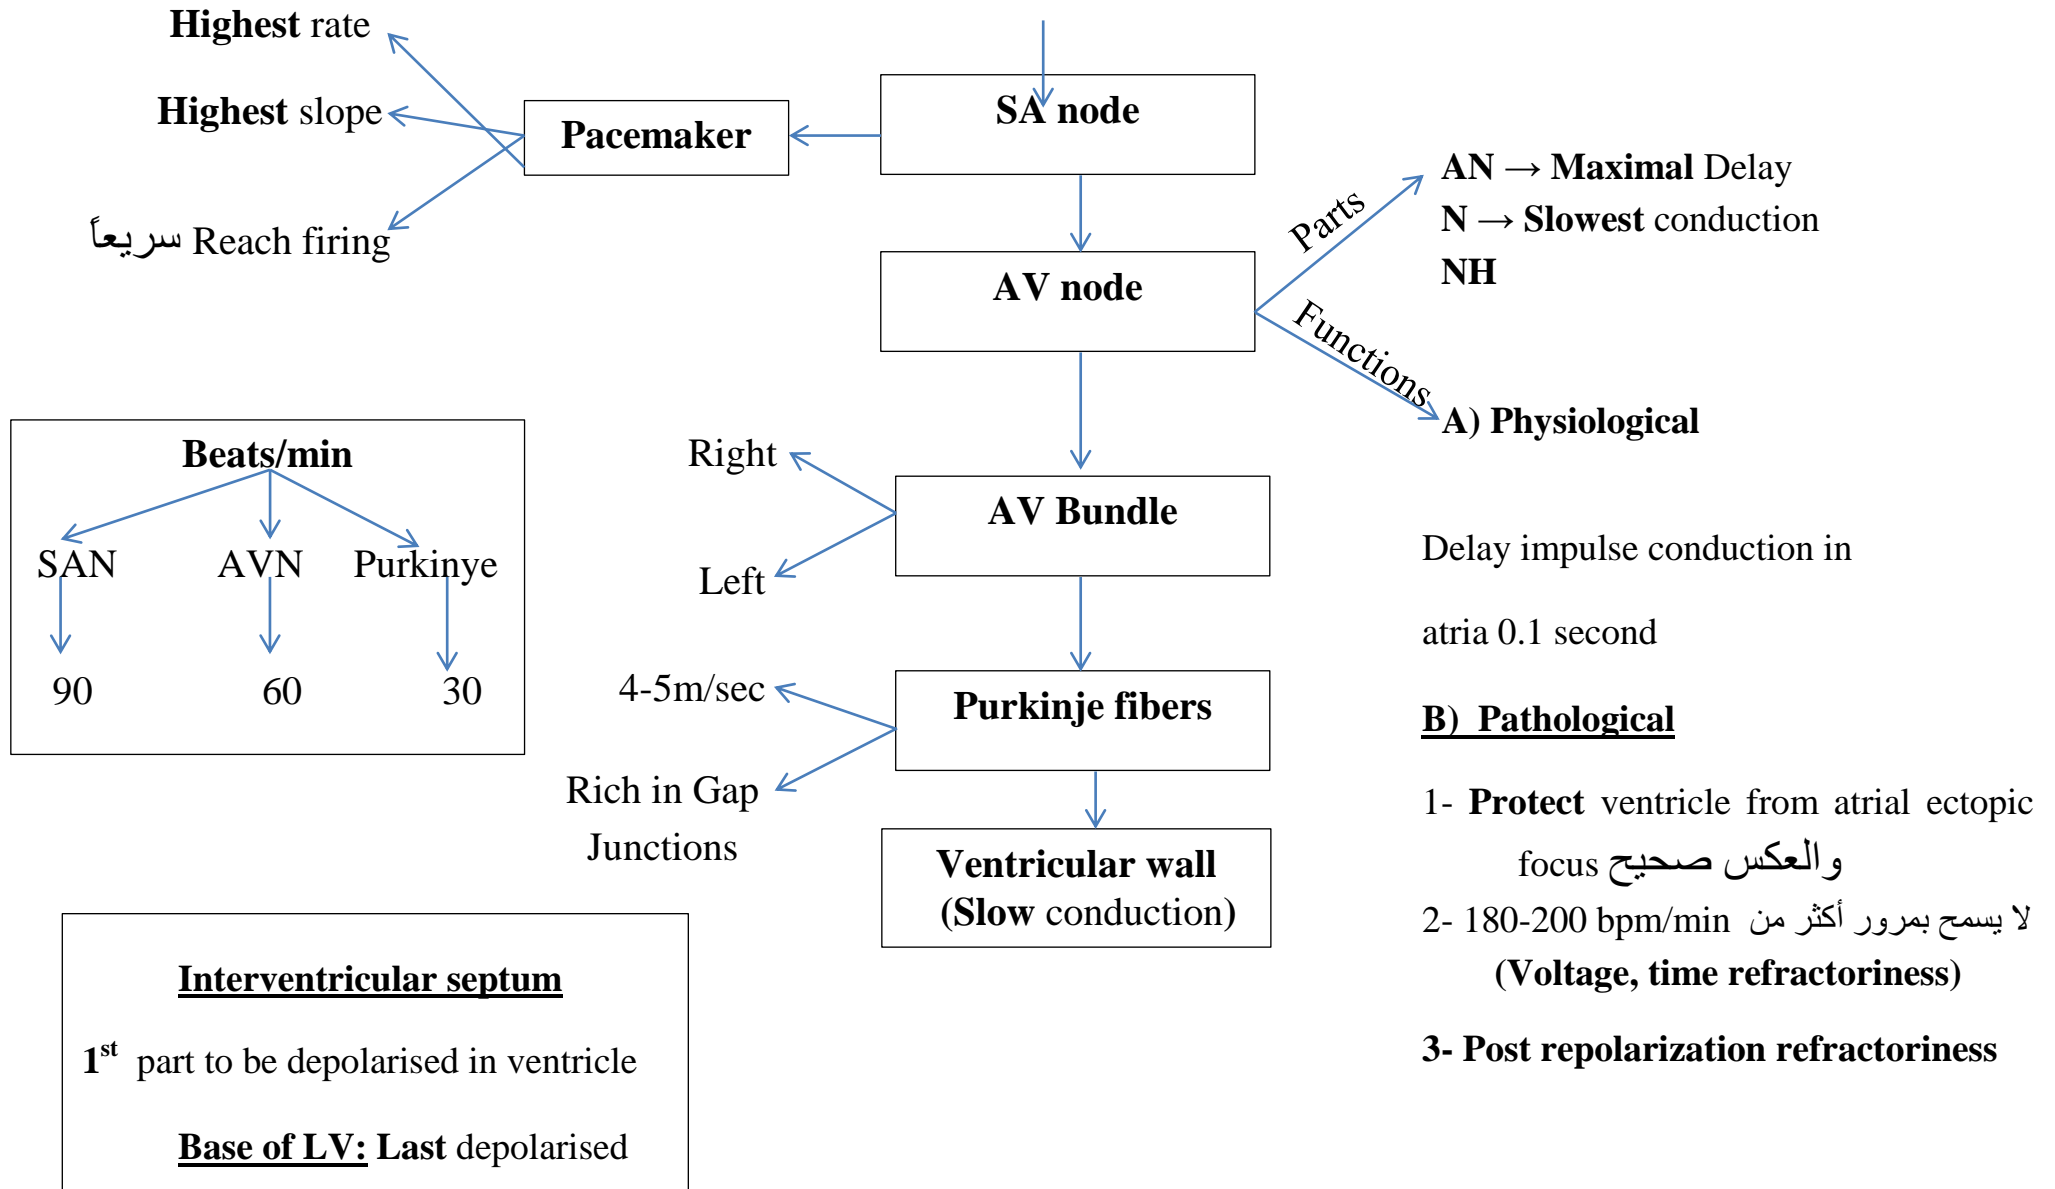 Highest rate
Highest slope
سريعاً Reach firing
Pacemaker
SA node
AV node
Parts
AN → Maximal Delay
N → Slowest conduction
NH
Functions
A) Physiological
Delay impulse conduction in
atria 0.1 second
B) Pathological
1- Protect ventricle from atrial ectopic
focus والعكس صحيح
2- 180-200 bpm/min لا يسمح بمرور أكثر من
(Voltage, time refractoriness)
3- Post repolarization refractoriness
Beats/min
SAN AVN Purkinye
90 60 30
Right
Left
AV Bundle
4-5m/sec
Rich in Gap
Junctions
Purkinje fibers
Ventricular wall
(Slow conduction)
Interventricular septum
1st part to be depolarised in ventricle
Base of LV: Last depolarised